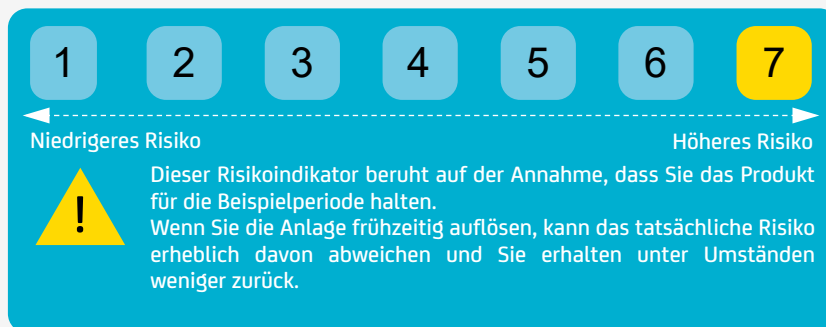 1 2 3 4 5 6 7
Niedrigeres Risiko Höheres Risiko
Dieser Risikoindikator beruht auf der Annahme, dass Sie das Produkt
für die Beispielperiode halten.
!
Wenn Sie die Anlage frühzeitig auflösen, kann das tatsächliche Risiko
erheblich davon abweichen und Sie erhalten unter Umständen
weniger zurück.